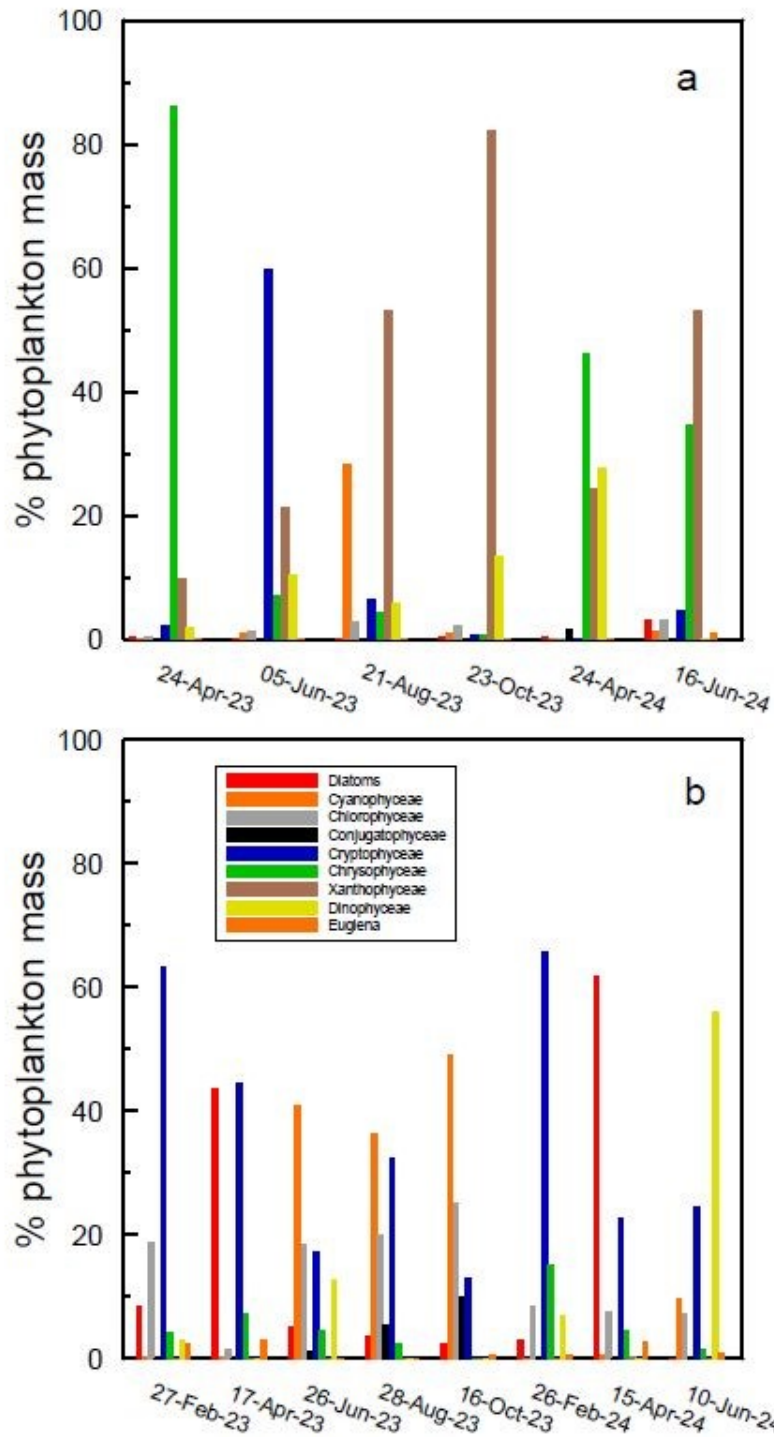 100
a
80
60
40
20
0
% phytoplankton mass
24-Apr-23
05-Jun-23
21-Aug-23
23-Oct-23
24-Apr-24
16-Jun-24
100
b
Diatoms
Cyanophyceae
Chlorophyceae
Conjugatophyceae
Cryptophyceae
Chrysophyceae
Xanthophyceae
Dinophyceae
Euglena
80
60
40
20
0
% phytoplankton mass
27-Feb-23
17-Apr-23
26-Jun-23
28-Aug-23
16-Oct-23
26-Feb-24
15-Apr-24
10-Jun-24